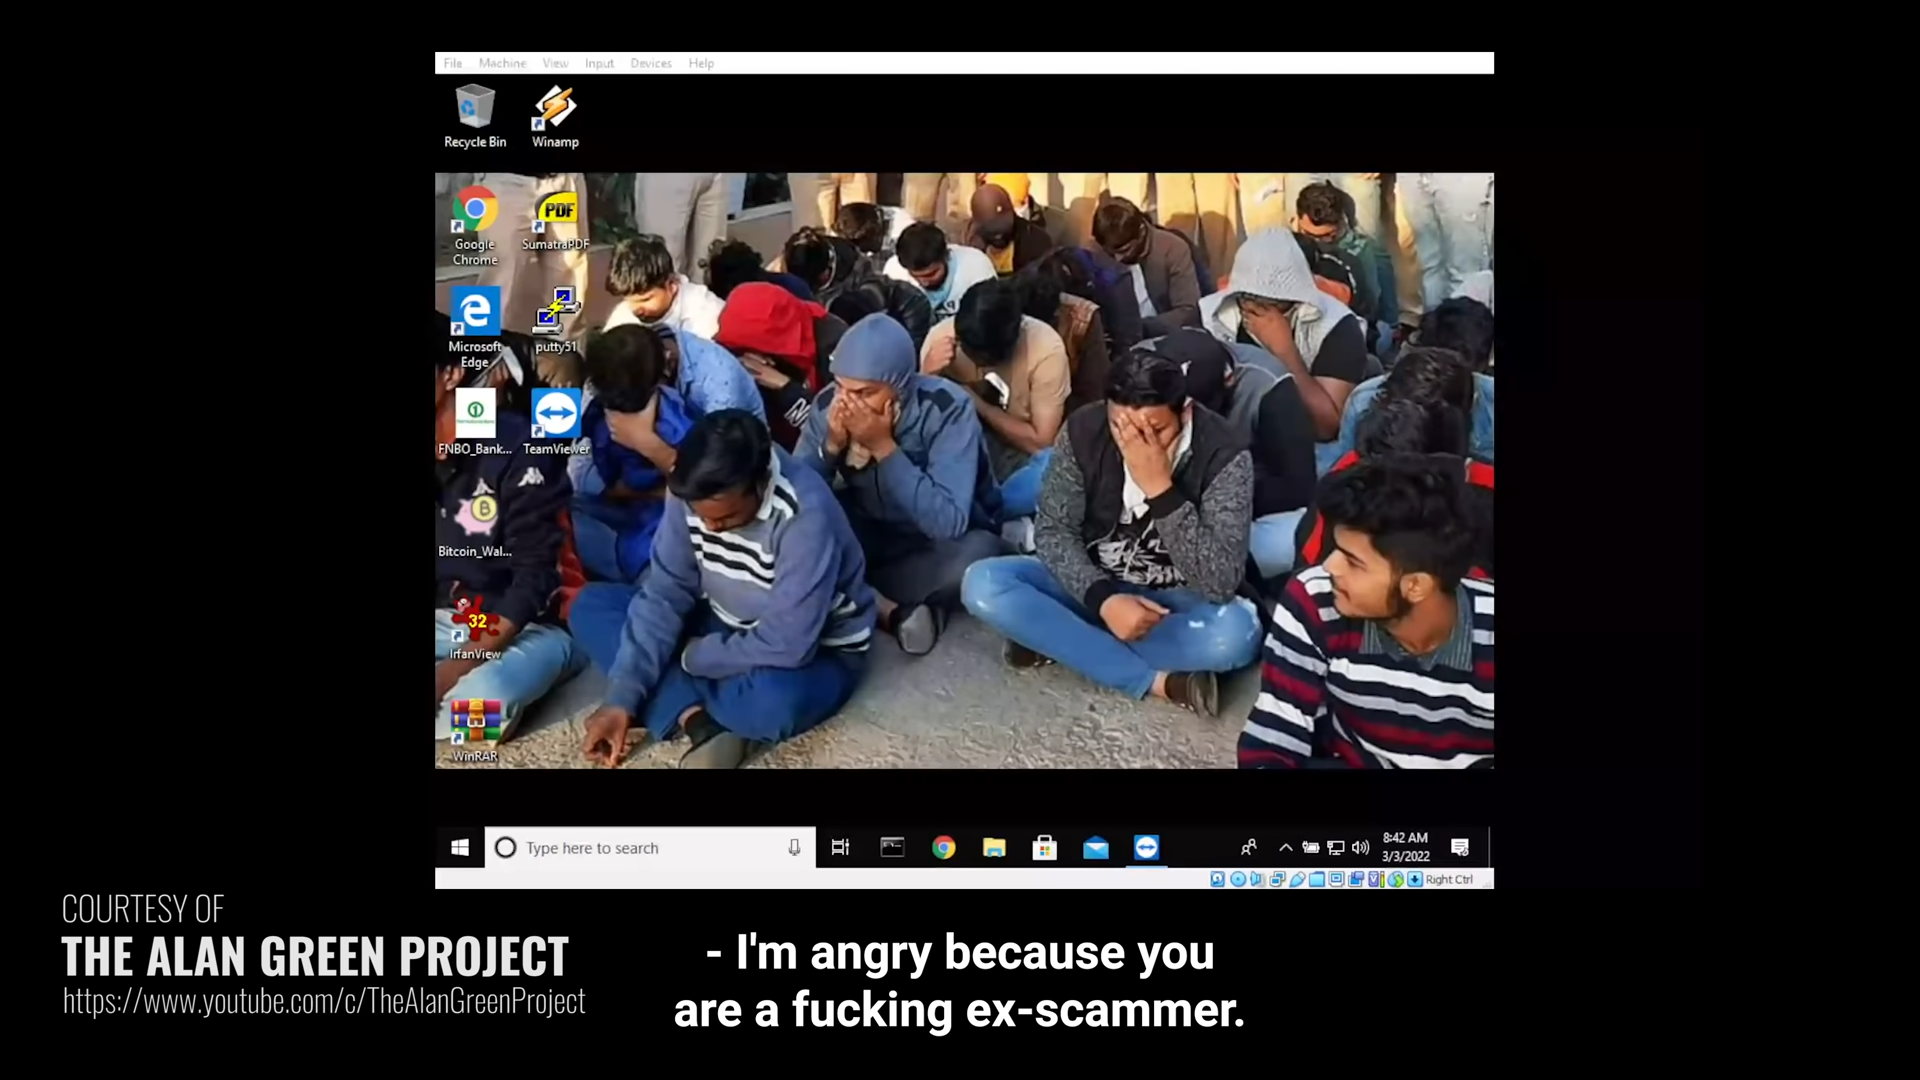 File Machine View Input Devices Help
Recycle Bin
Winamp
Google
Chrome
PDF
SumatraPDF
Microsoft
Edge
putty51
FNBO_Bank...
TeamViewer
Bitcoin_Wal...
32
IrfanView
WinRAR
Type here to search
8:42 AM
3/3/2022
Right Ctrl
COURTESY OF
THE ALAN GREEN PROJECT
https://www.youtube.com/c/TheAlanGreenProject
- I'm angry because you
are a fucking ex-scammer.